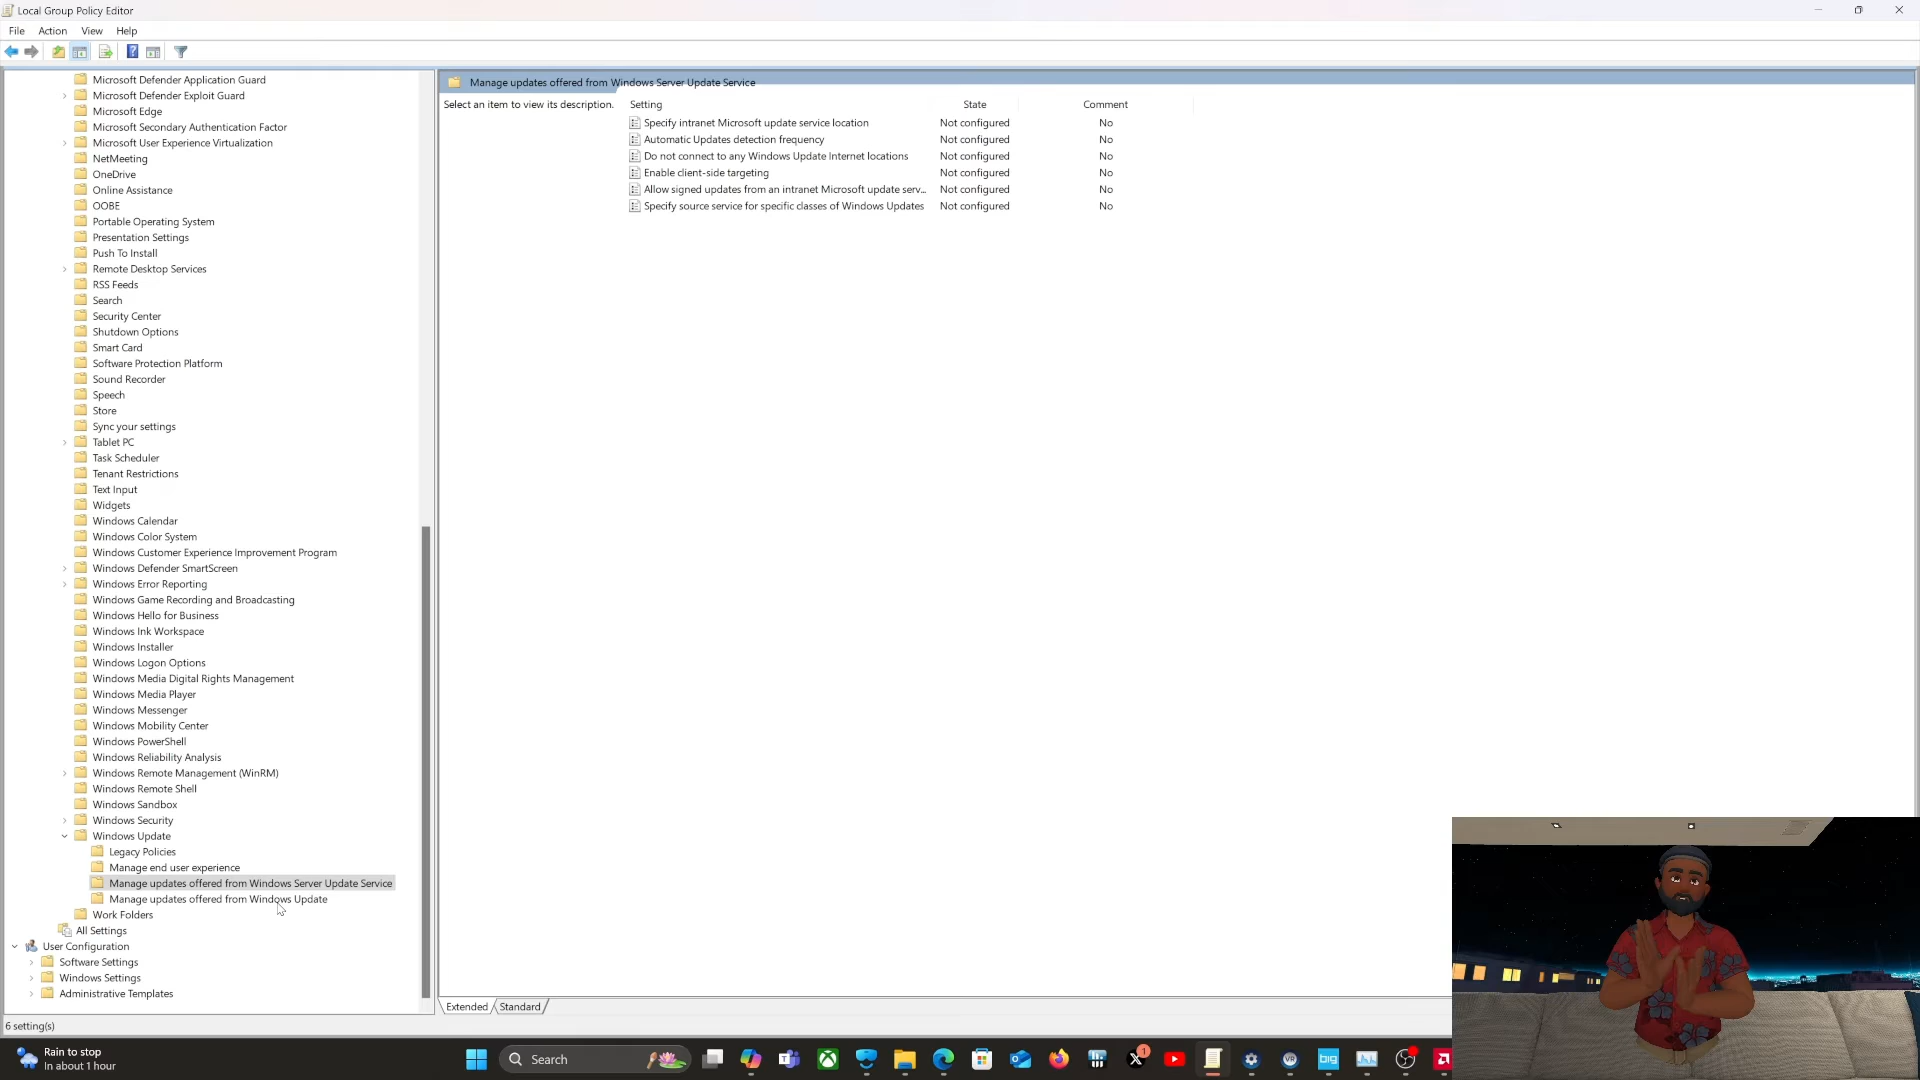 Local Group Policy Editor
File Action View Help
Microsoft Defender Application Guard
Microsoft Defender Exploit Guard
Microsoft Edge
Microsoft Secondary Authentication Factor
Microsoft User Experience Virtualization
NetMeeting
OneDrive
Online Assistance
OOBE
Portable Operating System
Presentation Settings
Push To Install
Remote Desktop Services
RSS Feeds
Search
Security Center
Shutdown Options
Smart Card
Software Protection Platform
Sound Recorder
Speech
Store
Sync your settings
Tablet PC
Task Scheduler
Tenant Restrictions
Text Input
Widgets
Windows Calendar
Windows Color System
Windows Customer Experience Improvement Program
Windows Defender SmartScreen
Windows Error Reporting
Windows Game Recording and Broadcasting
Windows Hello for Business
Windows Ink Workspace
Windows Installer
Windows Logon Options
Windows Media Digital Rights Management
Windows Media Player
Windows Messenger
Windows Mobility Center
Windows PowerShell
Windows Reliability Analysis
Windows Remote Management (WinRM)
Windows Remote Shell
Windows Sandbox
Windows Security
Windows Update
Legacy Policies
Manage end user experience
Manage updates offered from Windows Server Update Service
Manage updates offered from Windows Update
Work Folders
All Settings
User Configuration
Software Settings
Windows Settings
Administrative Templates
Manage updates offered from Windows Server Update Service
Select an item to view its description. Setting State Comment
Specify intranet Microsoft update service location Not configured No
Automatic Updates detection frequency Not configured No
Do not connect to any Windows Update Internet locations Not configured No
Enable client-side targeting Not configured No
Allow signed updates from an intranet Microsoft update serv... Not configured No
Specify source service for specific classes of Windows Updates Not configured No
Extended Standard
6 setting(s)
Rain to stop
In about 1 hour
Search
X 1
VR
big